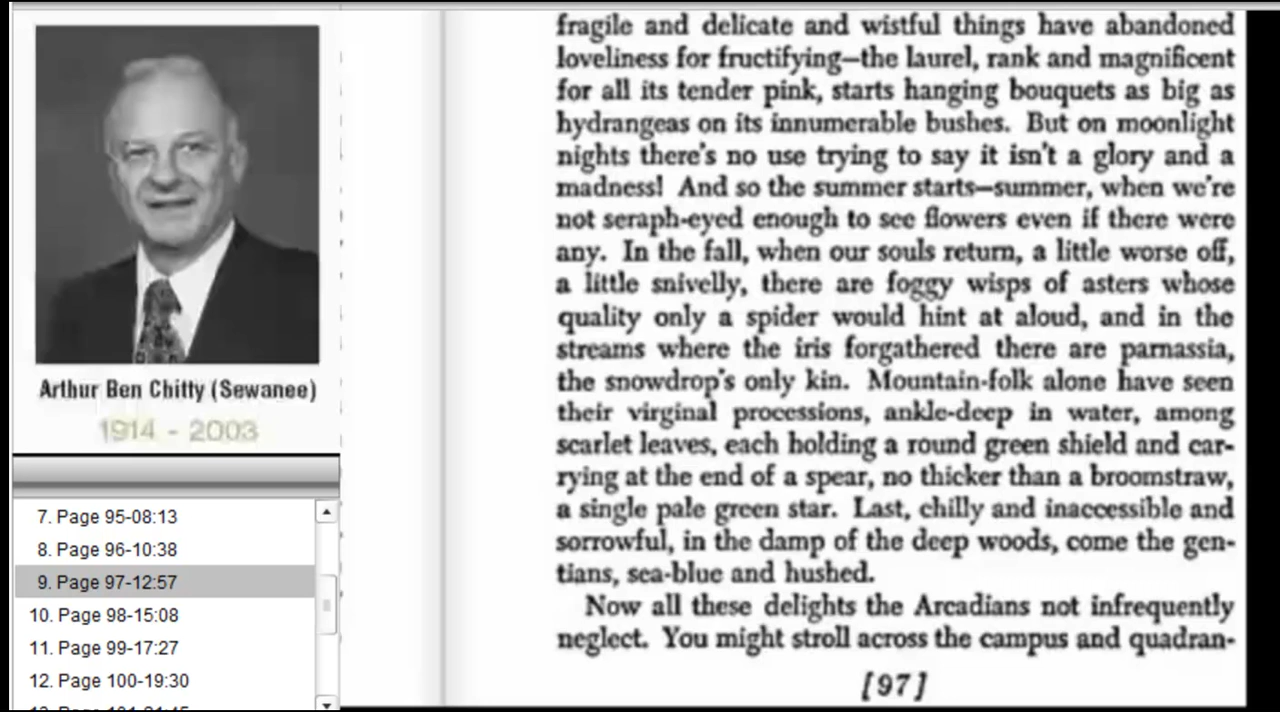 Arthur Ben Chitty (Sewanee)
1914 - 2003
7. Page 95-08:13
8. Page 96-10:38
9. Page 97-12:57
10. Page 98-15:08
11. Page 99-17:27
12. Page 100-19:30
fragile and delicate and wistful things have abandoned
loveliness for fructifying—the laurel, rank and magnificent
for all its tender pink, starts hanging bouquets as big as
hydrangeas on its innumerable bushes. But on moonlight
nights there's no use trying to say it isn't a glory and a
madness! And so the summer starts—summer, when we're
not seraph-eyed enough to see flowers even if there were
any. In the fall, when our souls return, a little worse off,
a little snivelly, there are foggy wisps of asters whose
quality only a spider would hint at aloud, and in the
streams where the iris forgathered there are parnassia,
the snowdrop's only kin. Mountain-folk alone have seen
their virginal processions, ankle-deep in water, among
scarlet leaves, each holding a round green shield and car-
rying at the end of a spear, no thicker than a broomstraw,
a single pale green star. Last, chilly and inaccessible and
sorrowful, in the damp of the deep woods, come the gen-
tians, sea-blue and hushed.
Now all these delights the Arcadians not infrequently
neglect. You might stroll across the campus and quadran-
[97]